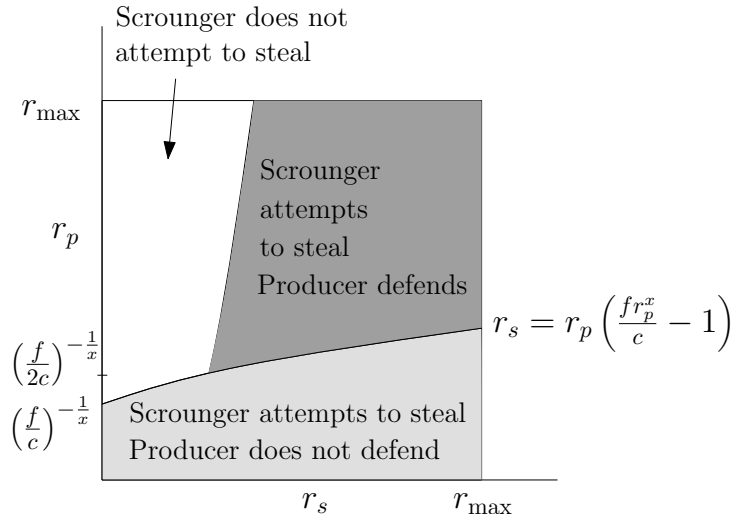 Scrounger does not
attempt to steal
r_max
Scrounger
attempts
to steal
Producer defends
r_p
r_s = r_p (f r_p^x / c − 1)
(f / 2c)^{−1/x}
(f / c)^{−1/x}
Scrounger attempts to steal
Producer does not defend
r_s
r_max